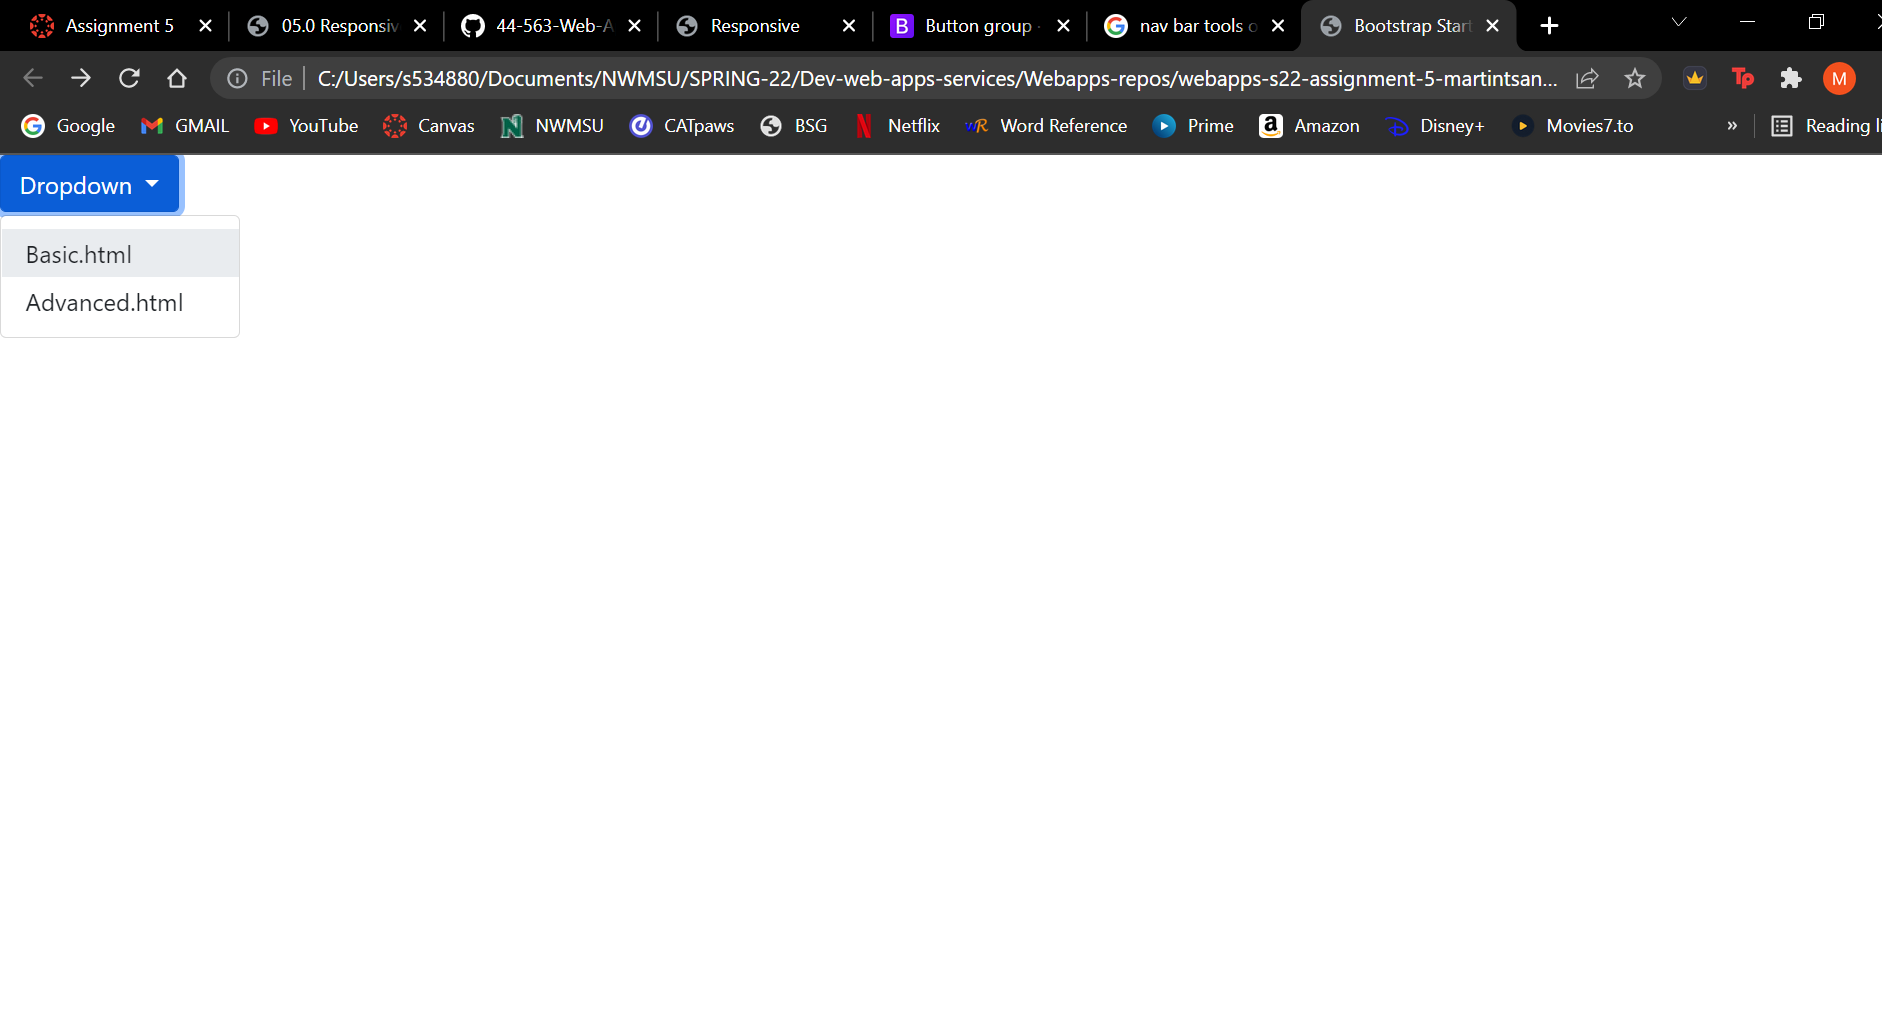 Assignment 5 05.0 Responsiv 44-563-Web-A Responsive Button group nav bar tools o Bootstrap Start
File C:/Users/s534880/Documents/NWMSU/SPRING-22/Dev-web-apps-services/Webapps-repos/webapps-s22-assignment-5-martintsan... Tp M
Google GMAIL YouTube Canvas NWMSU CATpaws BSG Netflix Word Reference Prime Amazon Disney+ Movies7.to » Reading li
Dropdown
Basic.html
Advanced.html